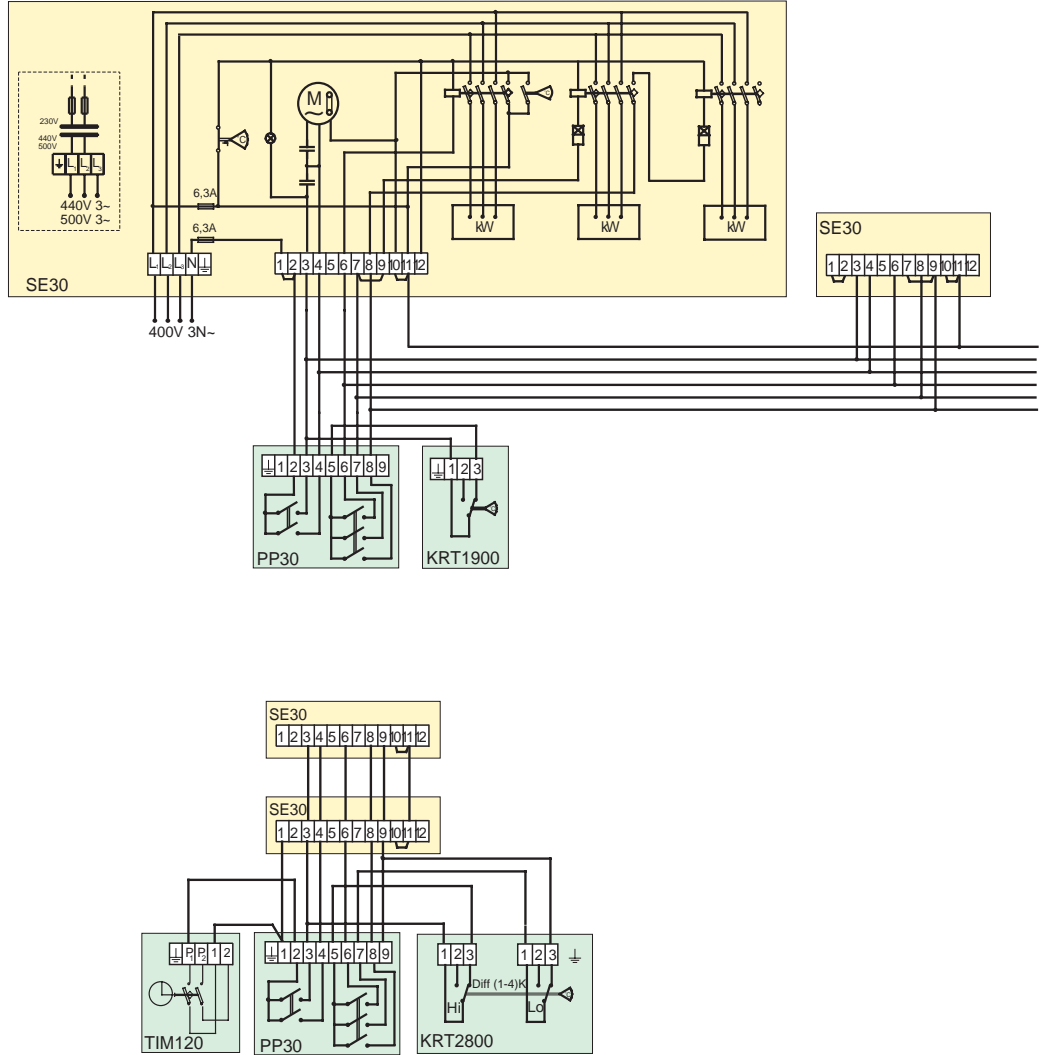 M
C
C
230V
440V
500V
L1 L2 L3
440V 3~
500V 3~
6,3A
6,3A
kW kW kW
L1 L2 L3 N
1 2 3 4 5 6 7 8 9 10 11 12
SE30
400V 3N~
SE30
1 2 3 4 5 6 7 8 9 10 11 12
1 2 3 4 5 6 7 8 9
PP30
1 2 3
KRT1900
SE30
1 2 3 4 5 6 7 8 9 10 11 12
SE30
1 2 3 4 5 6 7 8 9 10 11 12
P1 P2 1 2
TIM120
1 2 3 4 5 6 7 8 9
PP30
1 2 3
1 2 3
Diff (1-4)K
Hi
Lo
KRT2800